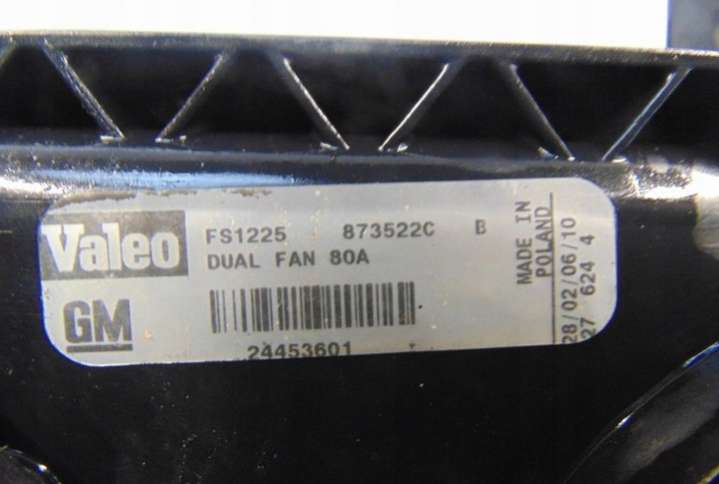 Valeo
FS1225 873522C B
DUAL FAN 80A
GM
24453601
MADE IN
POLAND
28/02/06/10
27 624 4